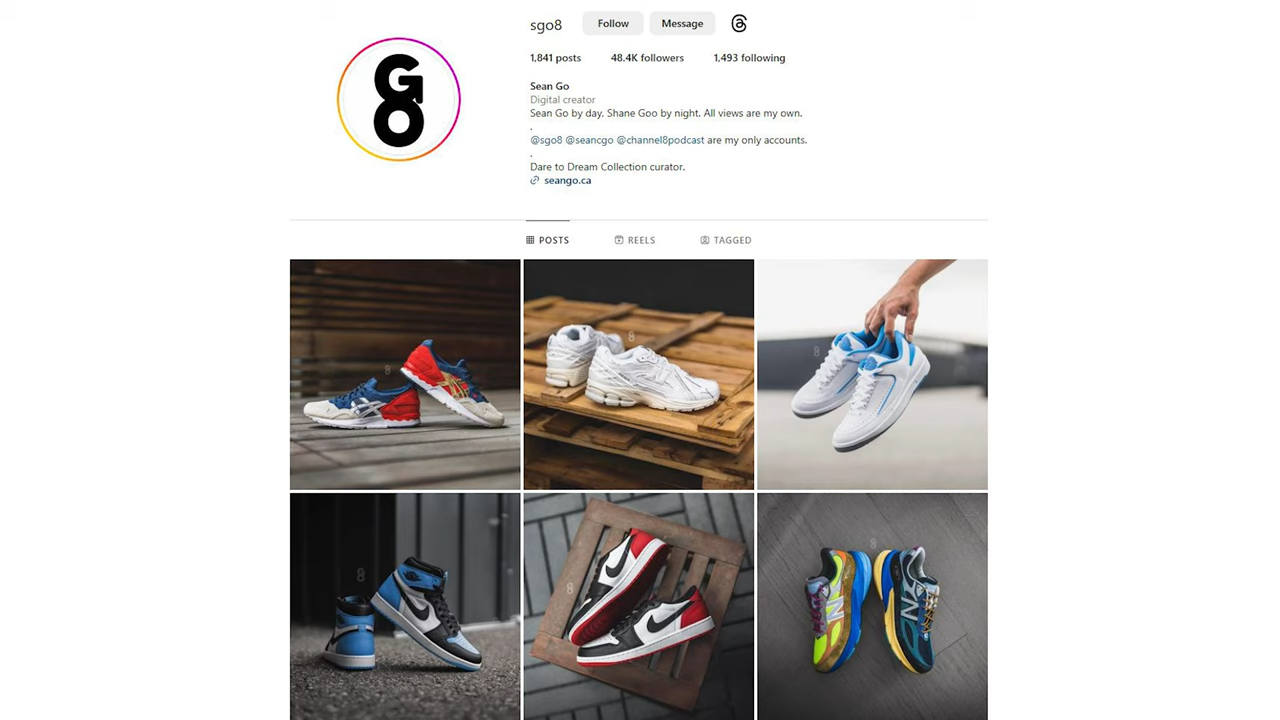 sgo8 Follow Message
1,841 posts 48.4K followers 1,493 following
Sean Go
Digital creator
Sean Go by day, Shane Goo by night. All views are my own.
.
@sgo8 @seancgo @channel8podcast are my only accounts.
.
Dare to Dream Collection curator.
seango.ca
GO
POSTS REELS TAGGED